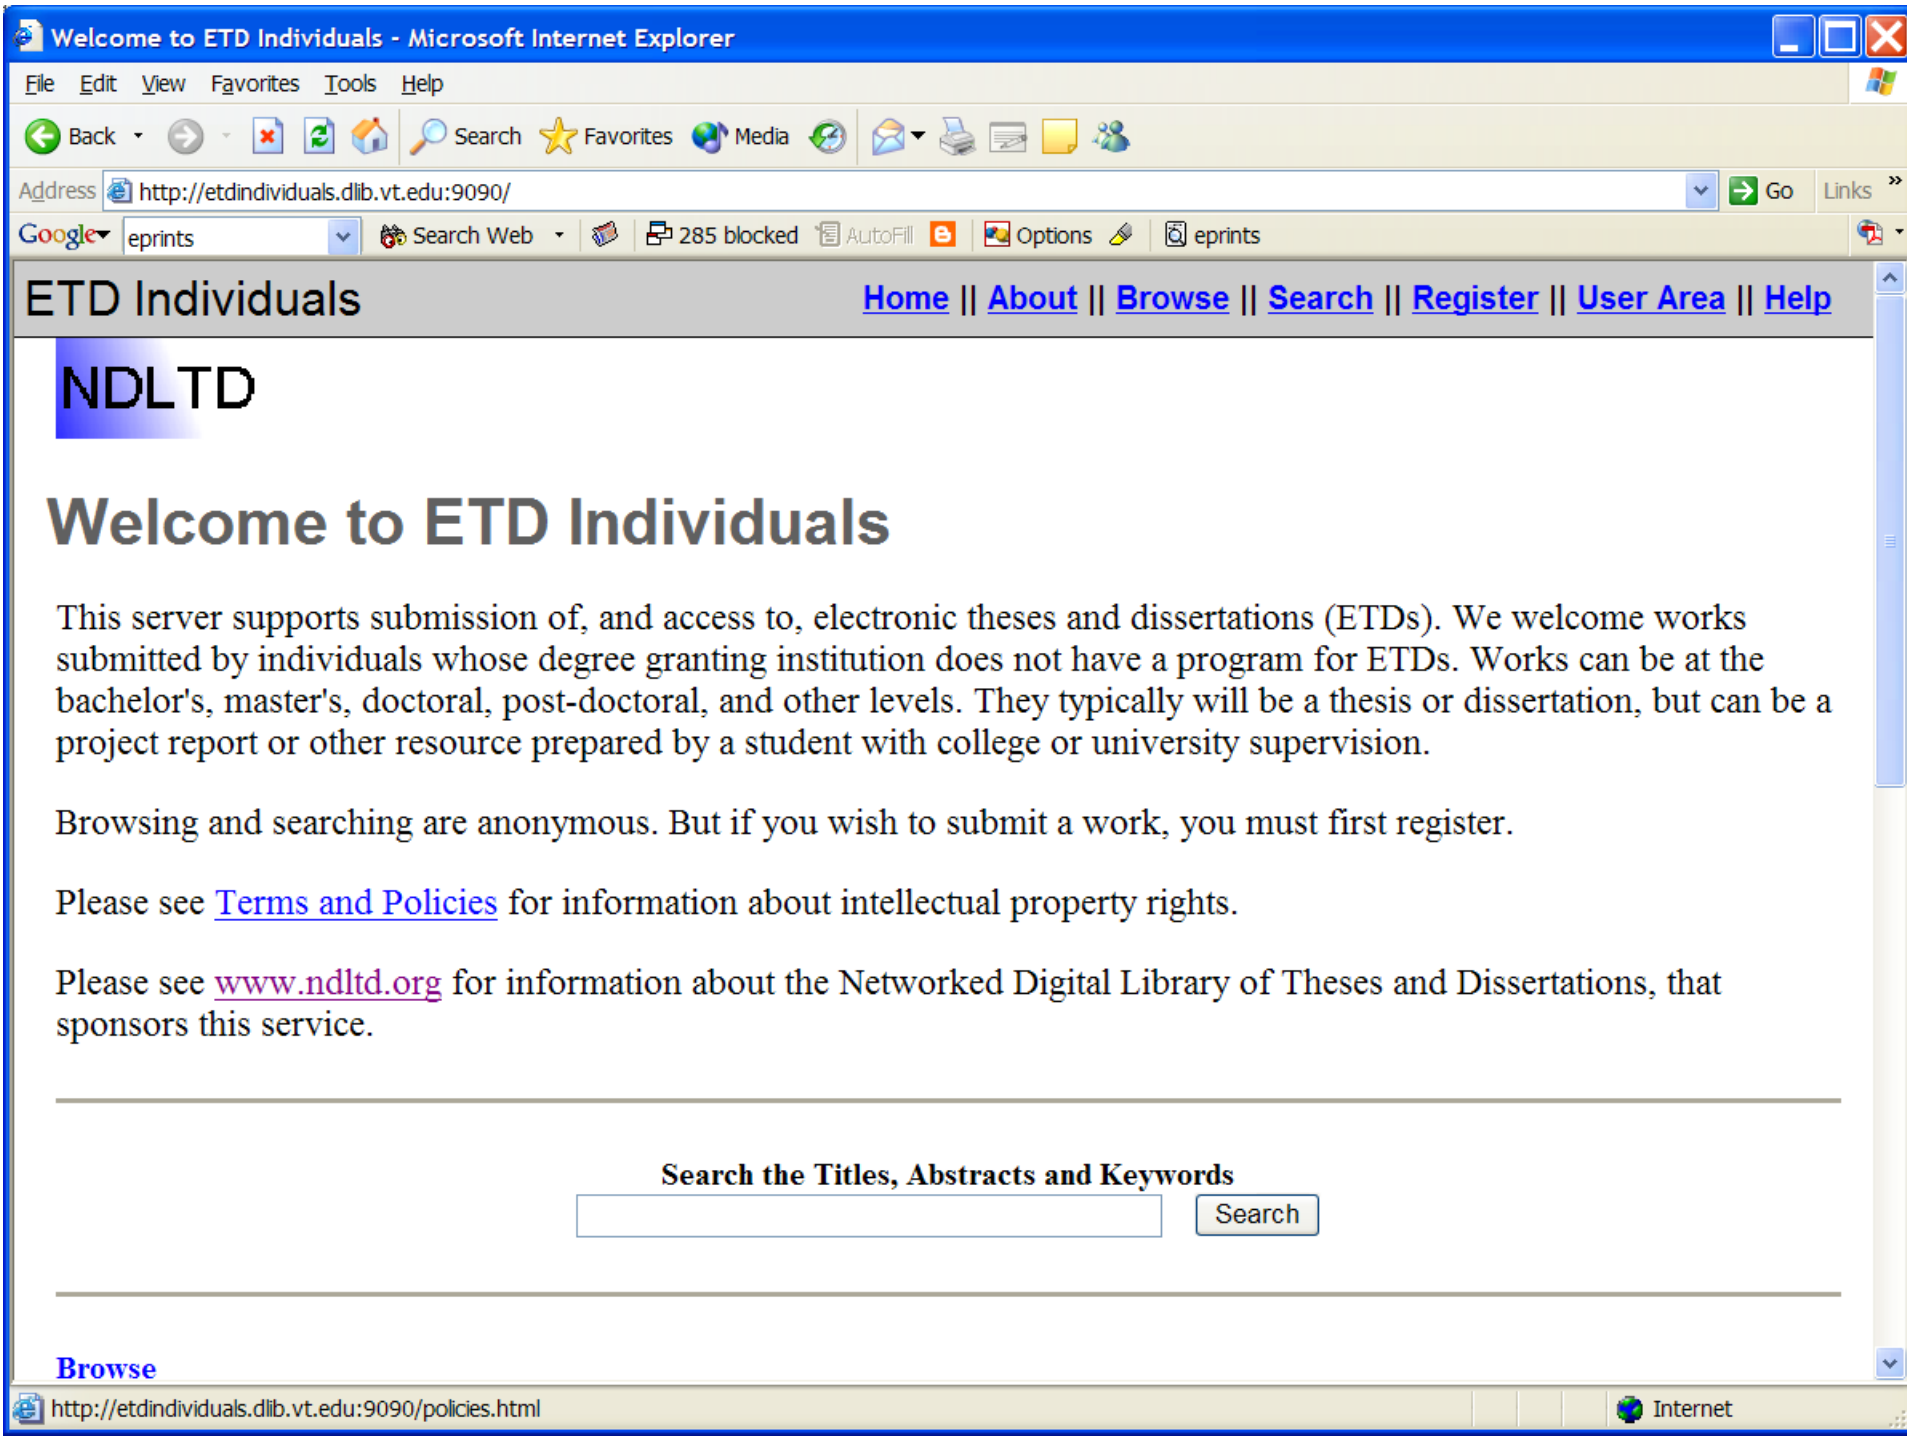 Welcome to ETD Individuals - Microsoft Internet Explorer
File Edit View Favorites Tools Help
Back Search Favorites Media
Address http://etdindividuals.dlib.vt.edu:9090/ Go Links »
Google eprints Search Web 285 blocked AutoFill Options eprints
ETD Individuals Home || About || Browse || Search || Register || User Area || Help
NDLTD
Welcome to ETD Individuals
This server supports submission of, and access to, electronic theses and dissertations (ETDs). We welcome works
submitted by individuals whose degree granting institution does not have a program for ETDs. Works can be at the
bachelor's, master's, doctoral, post-doctoral, and other levels. They typically will be a thesis or dissertation, but can be a
project report or other resource prepared by a student with college or university supervision.
Browsing and searching are anonymous. But if you wish to submit a work, you must first register.
Please see Terms and Policies for information about intellectual property rights.
Please see www.ndltd.org for information about the Networked Digital Library of Theses and Dissertations, that
sponsors this service.
Search the Titles, Abstracts and Keywords
Search
Browse
http://etdindividuals.dlib.vt.edu:9090/policies.html Internet